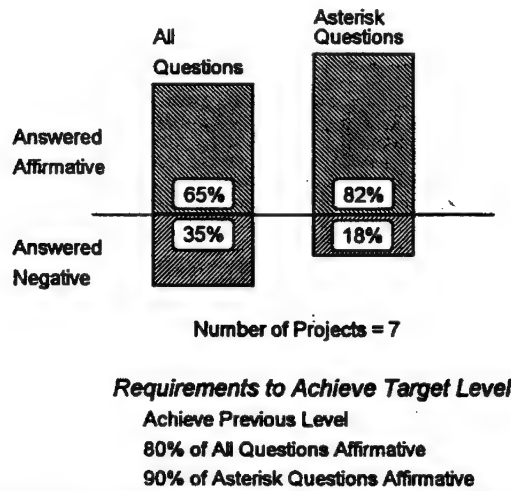 All
Questions
Asterisk
Questions
Answered
Affirmative
65%
82%
35%
18%
Answered
Negative
Number of Projects = 7
Requirements to Achieve Target Level
Achieve Previous Level
80% of All Questions Affirmative
90% of Asterisk Questions Affirmative